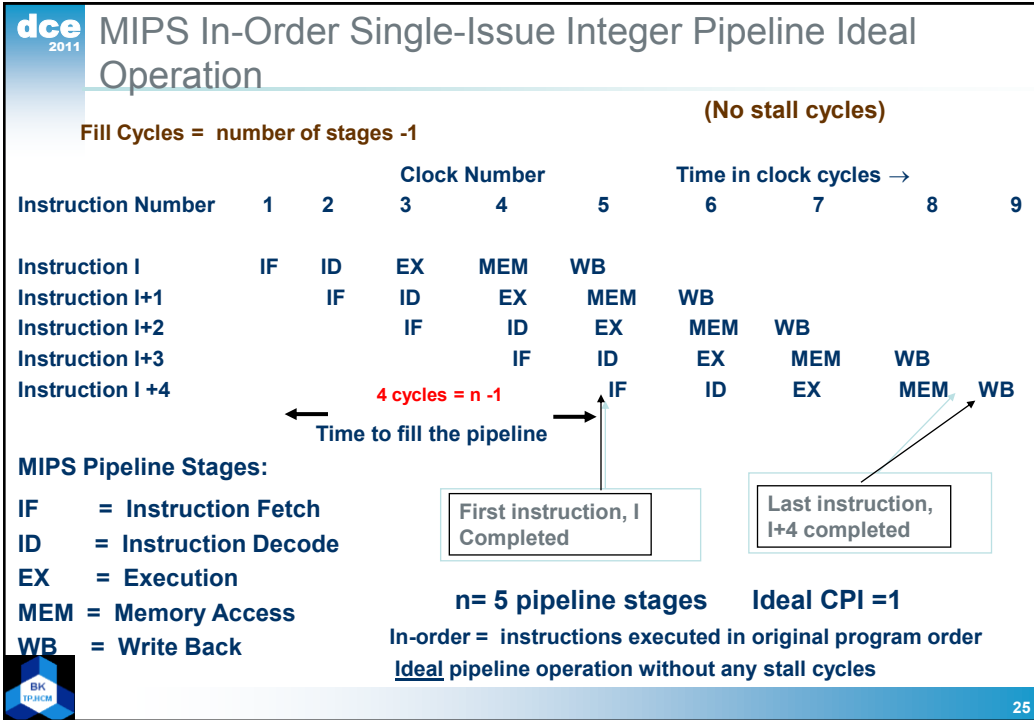 dce
2011
MIPS In-Order Single-Issue Integer Pipeline Ideal
Operation
(No stall cycles)
Fill Cycles = number of stages -1
Clock Number Time in clock cycles →
Instruction Number 1 2 3 4 5 6 7 8 9
Instruction I IF ID EX MEM WB
Instruction I+1 IF ID EX MEM WB
Instruction I+2 IF ID EX MEM WB
Instruction I+3 IF ID EX MEM WB
Instruction I +4 IF ID EX MEM WB
4 cycles = n -1
Time to fill the pipeline
MIPS Pipeline Stages:
IF = Instruction Fetch
ID = Instruction Decode
EX = Execution
MEM = Memory Access
WB = Write Back
First instruction, I
Completed
Last instruction,
I+4 completed
n= 5 pipeline stages Ideal CPI =1
In-order = instructions executed in original program order
Ideal pipeline operation without any stall cycles
BK
TP.HCM
25